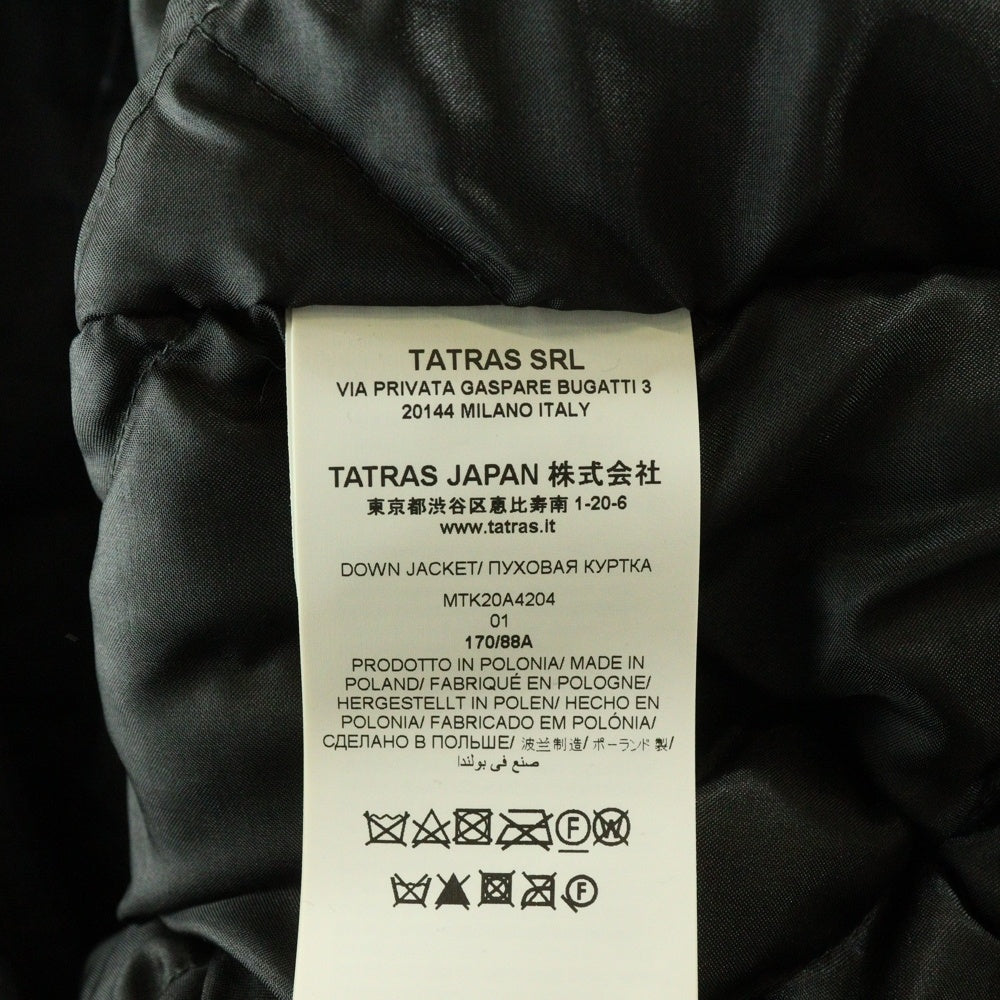 TATRAS SRL
VIA PRIVATA GASPARE BUGATTI 3
20144 MILANO ITALY
TATRAS JAPAN 株式会社
東京都渋谷区恵比寿南 1-20-6
www.tatras.it
DOWN JACKET/ ПУХОВАЯ КУРТКА
MTK20A4204
01
170/88A
PRODOTTO IN POLONIA/ MADE IN
POLAND/ FABRIQUÉ EN POLOGNE/
HERGESTELLT IN POLEN/ HECHO EN
POLONIA/ FABRICADO EM POLÓNIA/
СДЕЛАНО В ПОЛЬШЕ/ 波兰制造/ ポーランド製/
صنع في بولندا
F W
F